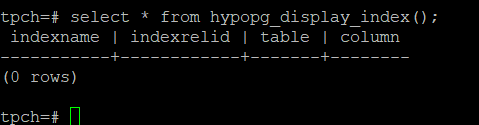 tpch=# select * from hypopg_display_index();
 indexname | indexrelid | table | column
-----------+------------+-------+--------
(0 rows)
tpch=#